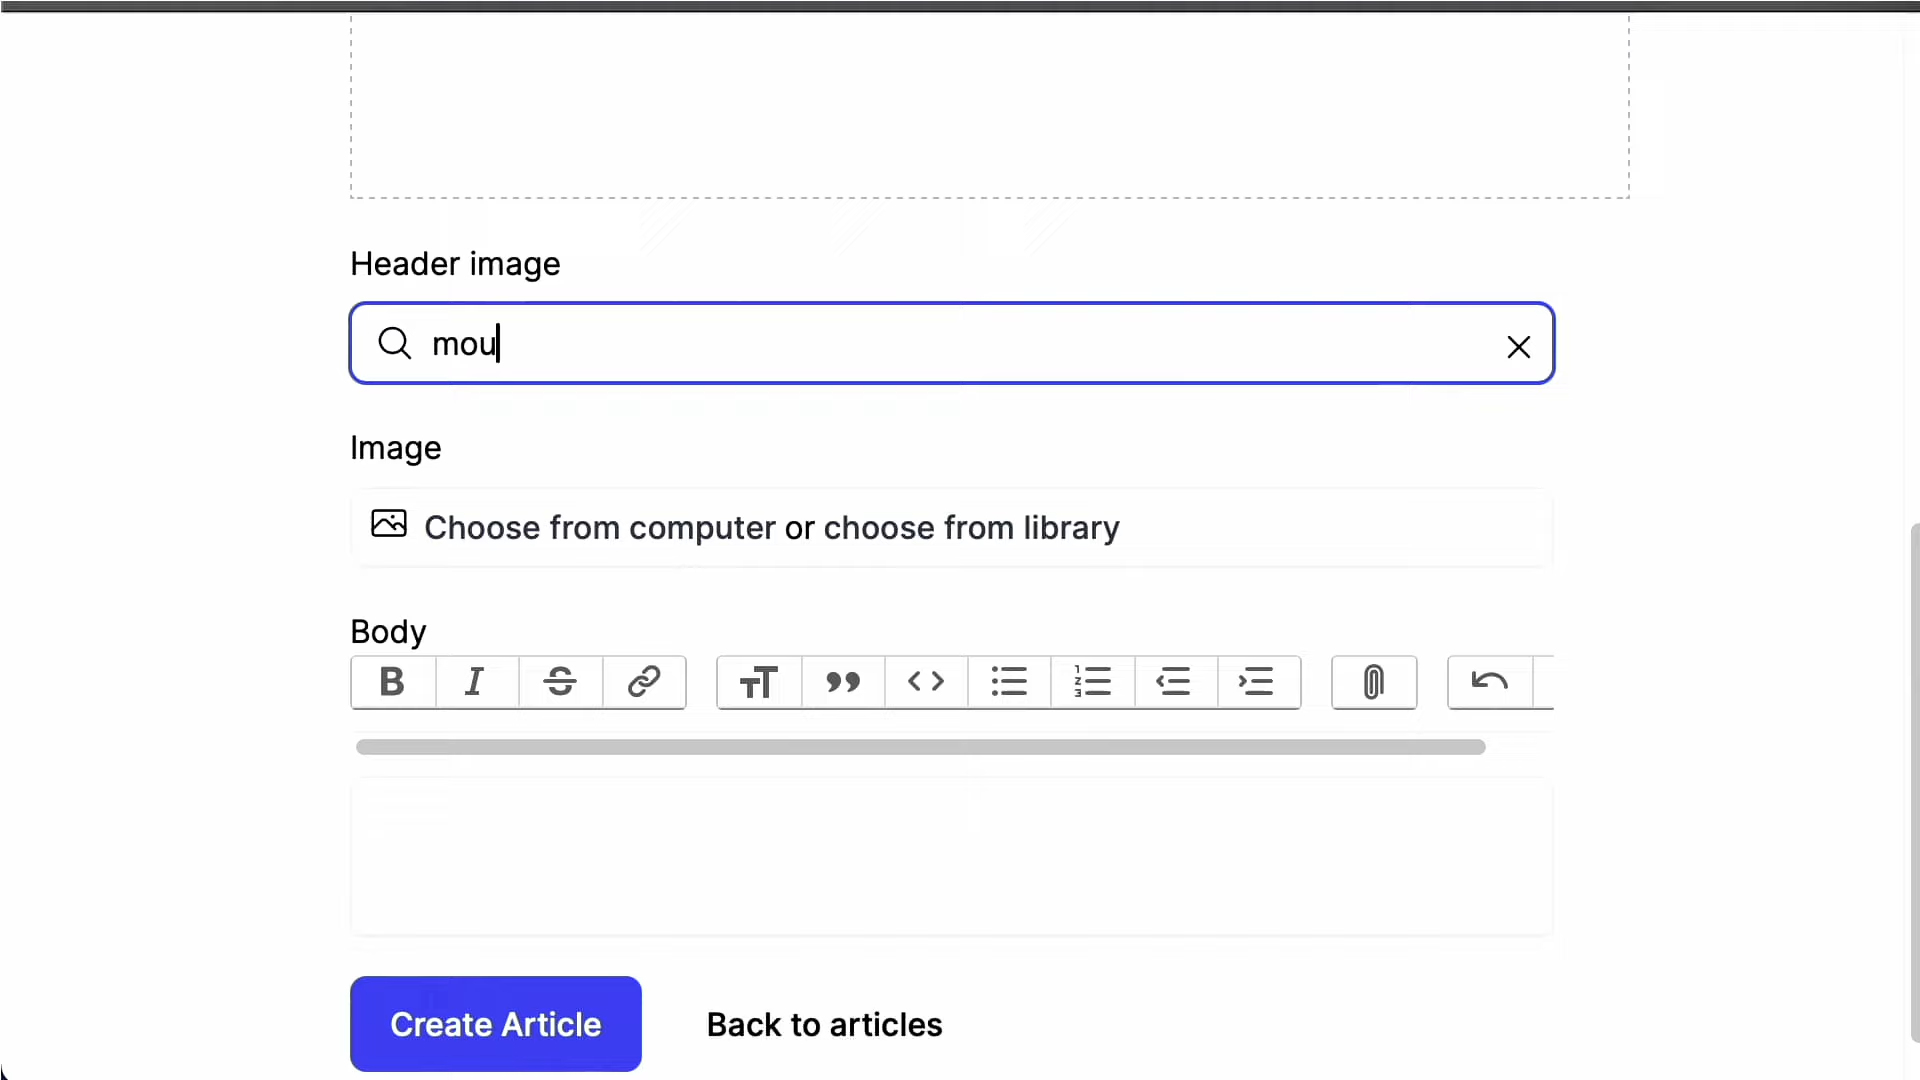 Header image
mou
Image
Choose from computer or choose from library
Body
Create Article
Back to articles